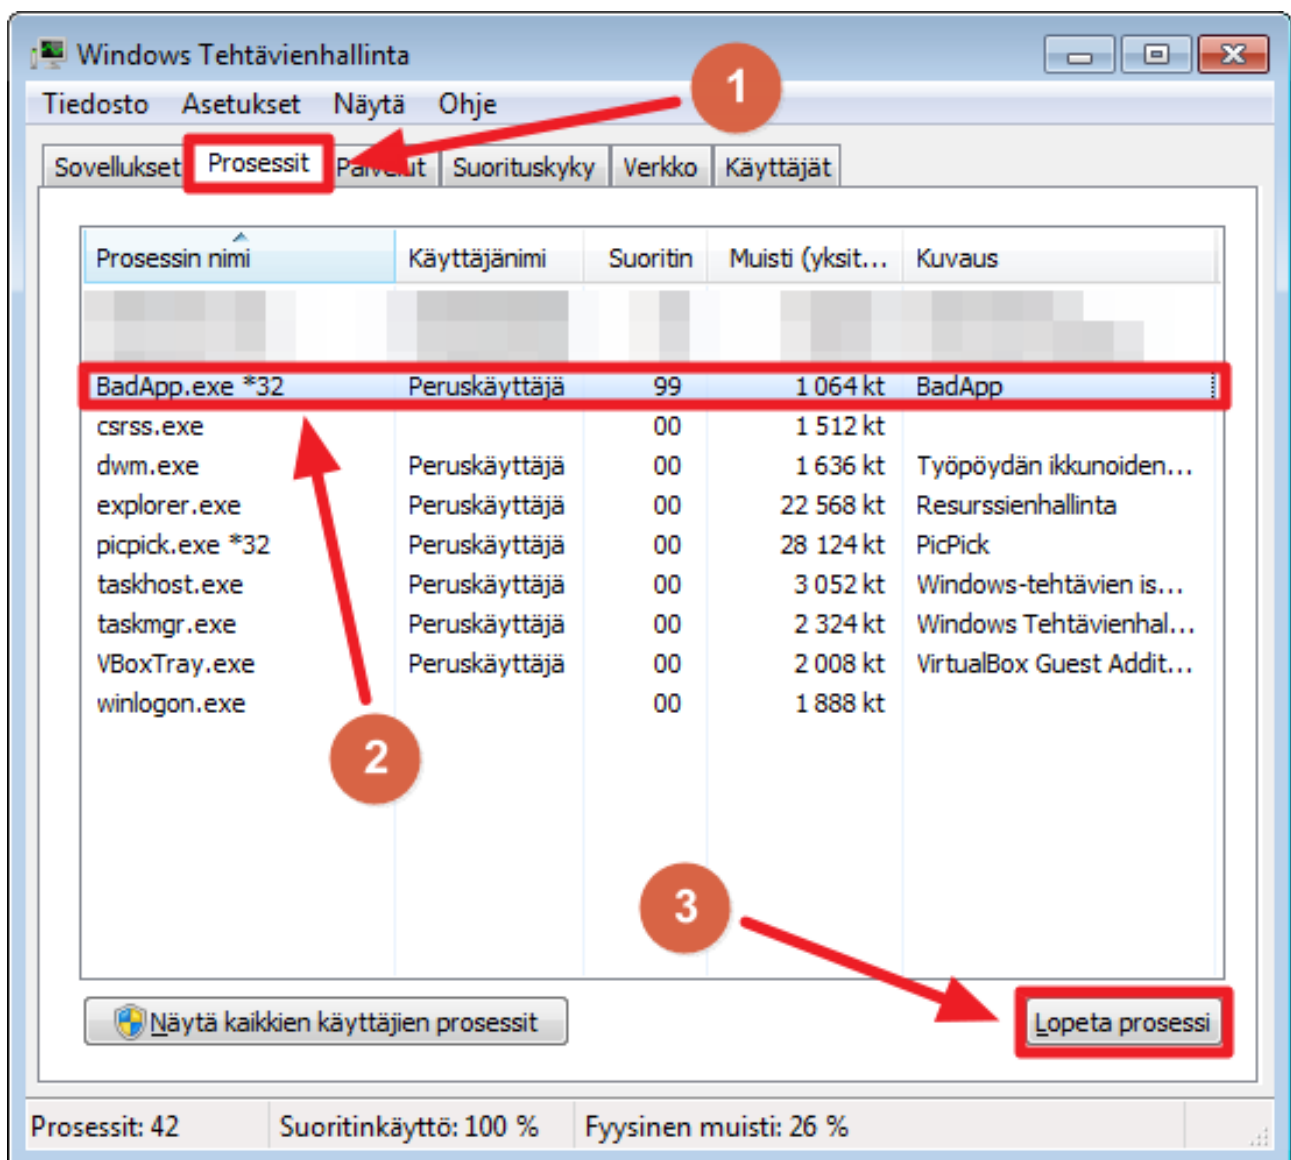 Windows Tehtävienhallinta
1
Tiedosto Asetukset Näytä Ohje
Sovellukset Prosessit Palvelut Suorituskyky Verkko Käyttäjät
Prosessin nimi Käyttäjänimi Suoritin Muisti (yksit... Kuvaus
BadApp.exe *32 Peruskäyttäjä 99 1 064 kt BadApp
csrss.exe 00 1 512 kt
dwm.exe Peruskäyttäjä 00 1 636 kt Työpöydän ikkunoiden...
explorer.exe Peruskäyttäjä 00 22 568 kt Resurssienhallinta
picpick.exe *32 Peruskäyttäjä 00 28 124 kt PicPick
taskhost.exe Peruskäyttäjä 00 3 052 kt Windows-tehtävien is...
taskmgr.exe Peruskäyttäjä 00 2 324 kt Windows Tehtävienhal...
VBoxTray.exe Peruskäyttäjä 00 2 008 kt VirtualBox Guest Addit...
winlogon.exe 00 1 888 kt
2
3
Näytä kaikkien käyttäjien prosessit Lopeta prosessi
Prosessit: 42 Suoritinkäyttö: 100 % Fyysinen muisti: 26 %